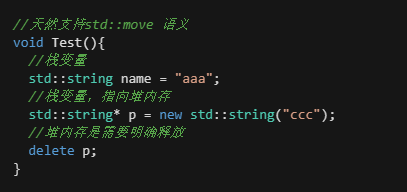 //天然支持std::move 语义
void Test(){
//栈变量
std::string name = "aaa";
//栈变量，指向堆内存
std::string* p = new std::string("ccc");
//堆内存是需要明确释放
delete p;
}